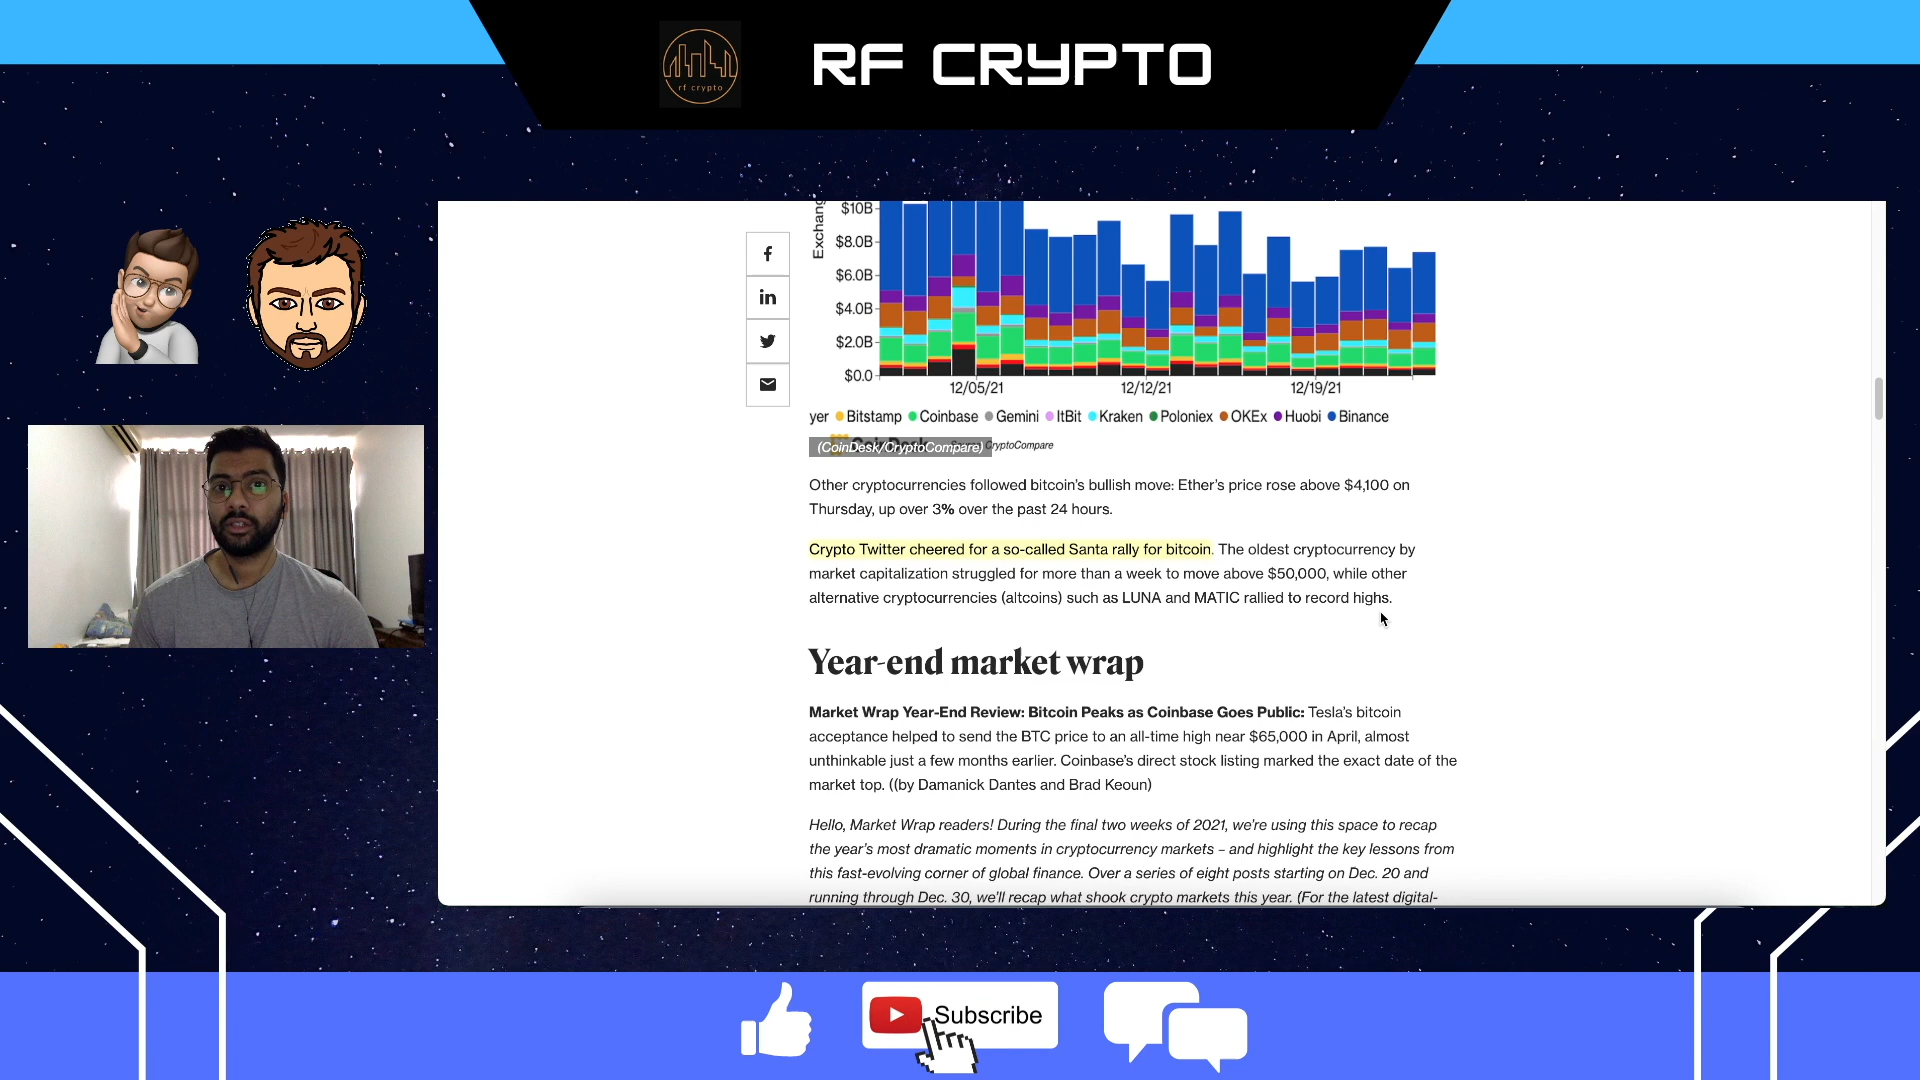 rf crypto
RF CRYPTO
Exchang
$10B
$8.0B
$6.0B
$4.0B
$2.0B
$0.0
12/05/21 12/12/21 12/19/21
yer Bitstamp Coinbase Gemini ItBit Kraken Poloniex OKEx Huobi Binance
(CoinDesk/CryptoCompare) CryptoCompare
Other cryptocurrencies followed bitcoin’s bullish move: Ether’s price rose above $4,100 on
Thursday, up over 3% over the past 24 hours.
Crypto Twitter cheered for a so-called Santa rally for bitcoin. The oldest cryptocurrency by
market capitalization struggled for more than a week to move above $50,000, while other
alternative cryptocurrencies (altcoins) such as LUNA and MATIC rallied to record highs.
Year-end market wrap
Market Wrap Year-End Review: Bitcoin Peaks as Coinbase Goes Public: Tesla’s bitcoin
acceptance helped to send the BTC price to an all-time high near $65,000 in April, almost
unthinkable just a few months earlier. Coinbase’s direct stock listing marked the exact date of the
market top. ((by Damanick Dantes and Brad Keoun)
Hello, Market Wrap readers! During the final two weeks of 2021, we’re using this space to recap
the year’s most dramatic moments in cryptocurrency markets – and highlight the key lessons from
this fast-evolving corner of global finance. Over a series of eight posts starting on Dec. 20 and
running through Dec. 30, we’ll recap what shook crypto markets this year. (For the latest digital-
Subscribe